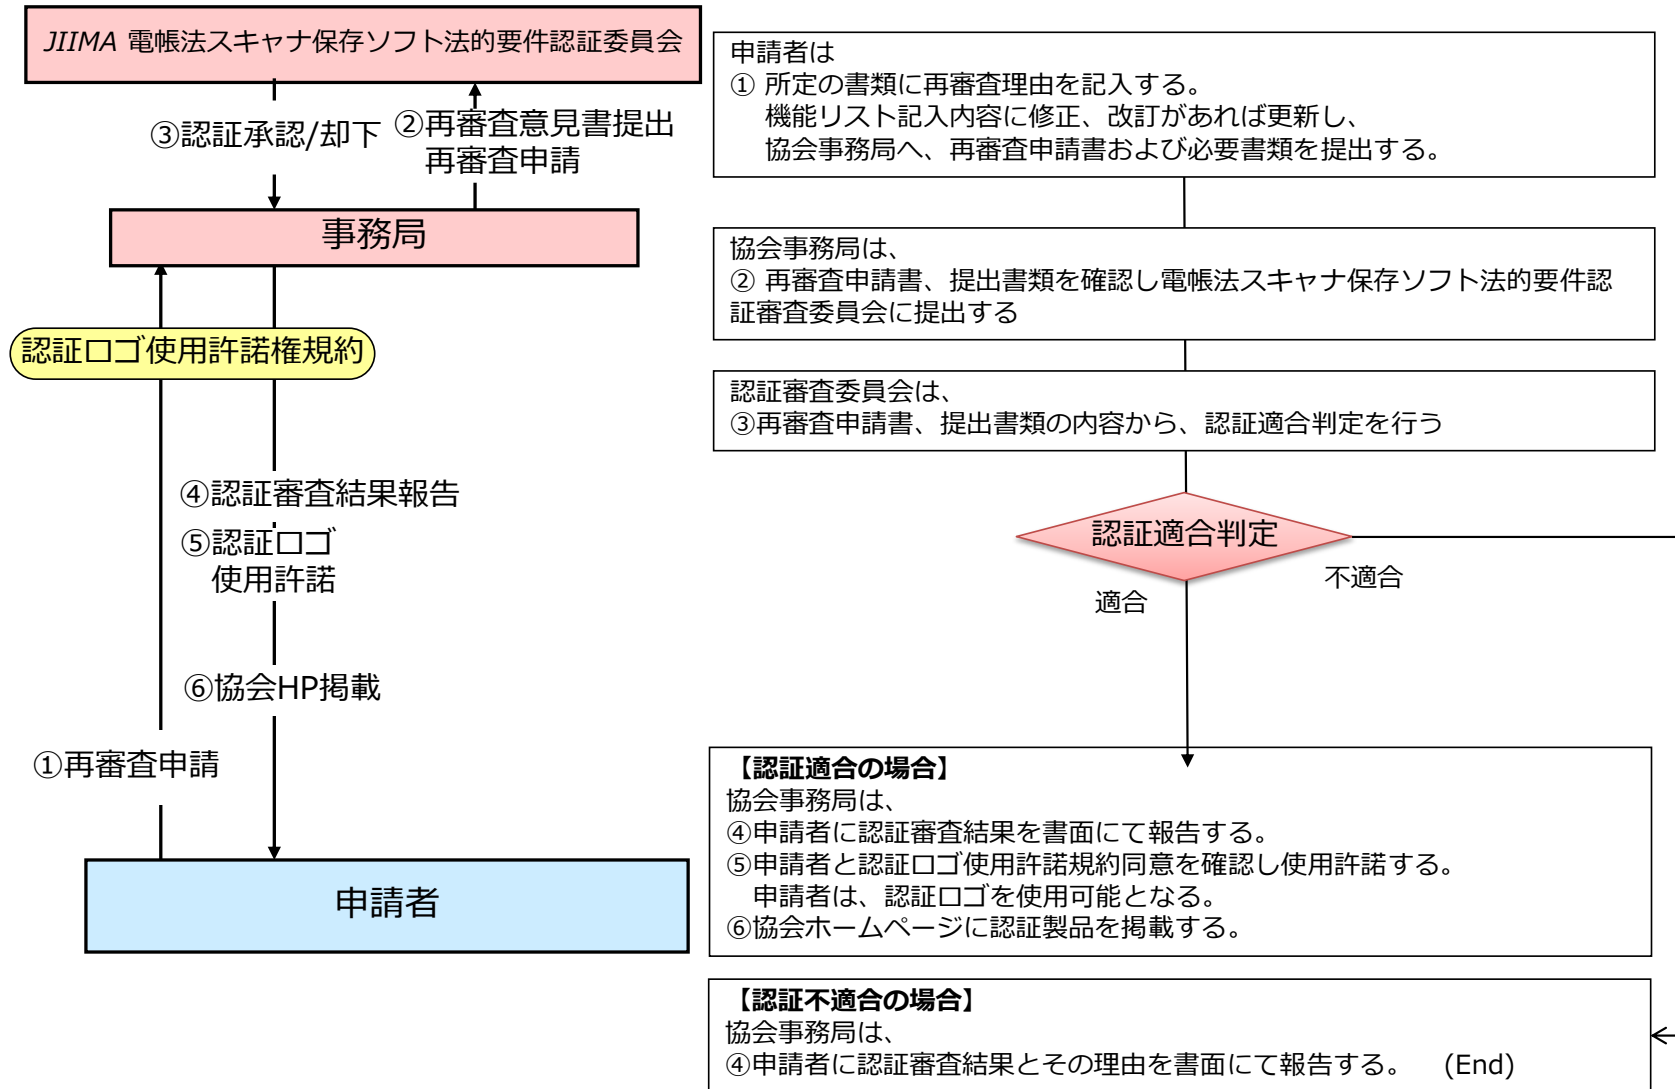 JIIMA 電帳法スキャナ保存ソフト法的要件認証委員会
③認証承認/却下
②再審査意見書提出
再審査申請
事務局
認証ロゴ使用許諾権規約
④認証審査結果報告
⑤認証ロゴ
使用許諾
⑥協会HP掲載
①再審査申請
申請者
申請者は
① 所定の書類に再審査理由を記入する。
機能リスト記入内容に修正、改訂があれば更新し、
協会事務局へ、再審査申請書および必要書類を提出する。
協会事務局は、
② 再審査申請書、提出書類を確認し電帳法スキャナ保存ソフト法的要件認
証審査委員会に提出する
認証審査委員会は、
③再審査申請書、提出書類の内容から、認証適合判定を行う
認証適合判定
不適合
適合
【認証適合の場合】
協会事務局は、
④申請者に認証審査結果を書面にて報告する。
⑤申請者と認証ロゴ使用許諾規約同意を確認し使用許諾する。
申請者は、認証ロゴを使用可能となる。
⑥協会ホームページに認証製品を掲載する。
【認証不適合の場合】
協会事務局は、
④申請者に認証審査結果とその理由を書面にて報告する。 (End)